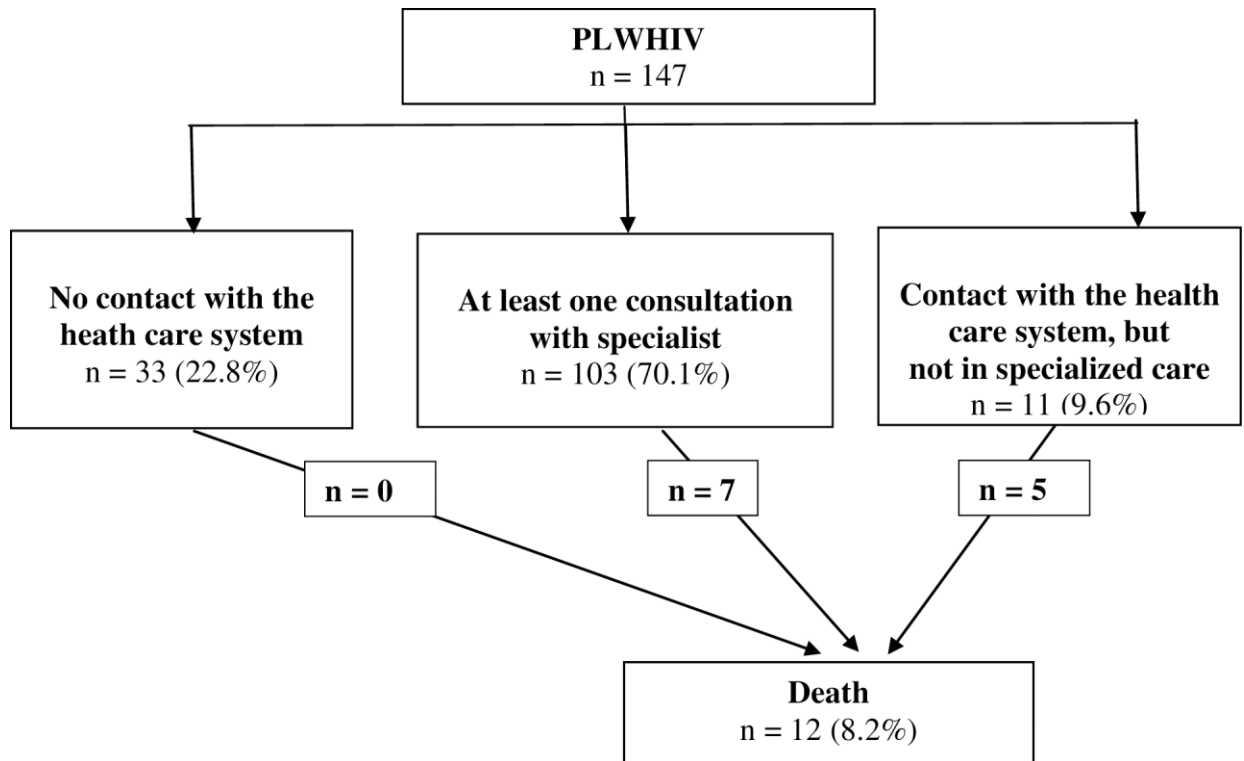 PLWHIV
n = 147
No contact with the
heath care system
n = 33 (22.8%)
At least one consultation
with specialist
n = 103 (70.1%)
Contact with the health
care system, but
not in specialized care
n = 11 (9.6%)
n = 0
n = 7
n = 5
Death
n = 12 (8.2%)